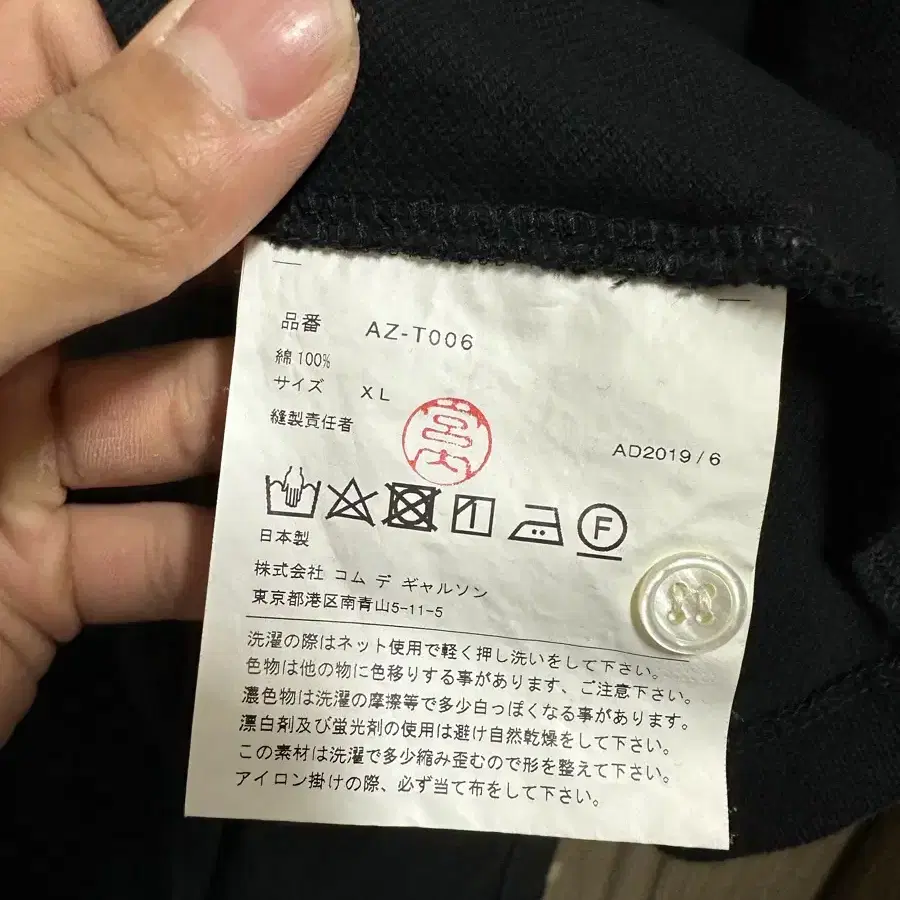 品番 AZ-T006
綿100%
サイズ XL
縫製責任者 宮内
AD2019/6
日本製
株式会社 コム デ ギャルソン
東京都港区南青山5-11-5
洗濯の際はネット使用で軽く押し洗いをして下さい。
色物は他の物に色移りする事があります、ご注意下さい。
濃色物は洗濯の摩擦等で多少白っぽくなる事があります。
漂白剤及び蛍光剤の使用は避け自然乾燥をして下さい。
この素材は洗濯で多少縮み歪むので形を整えて下さい。
アイロン掛けの際、必ず当て布をして下さい。
F